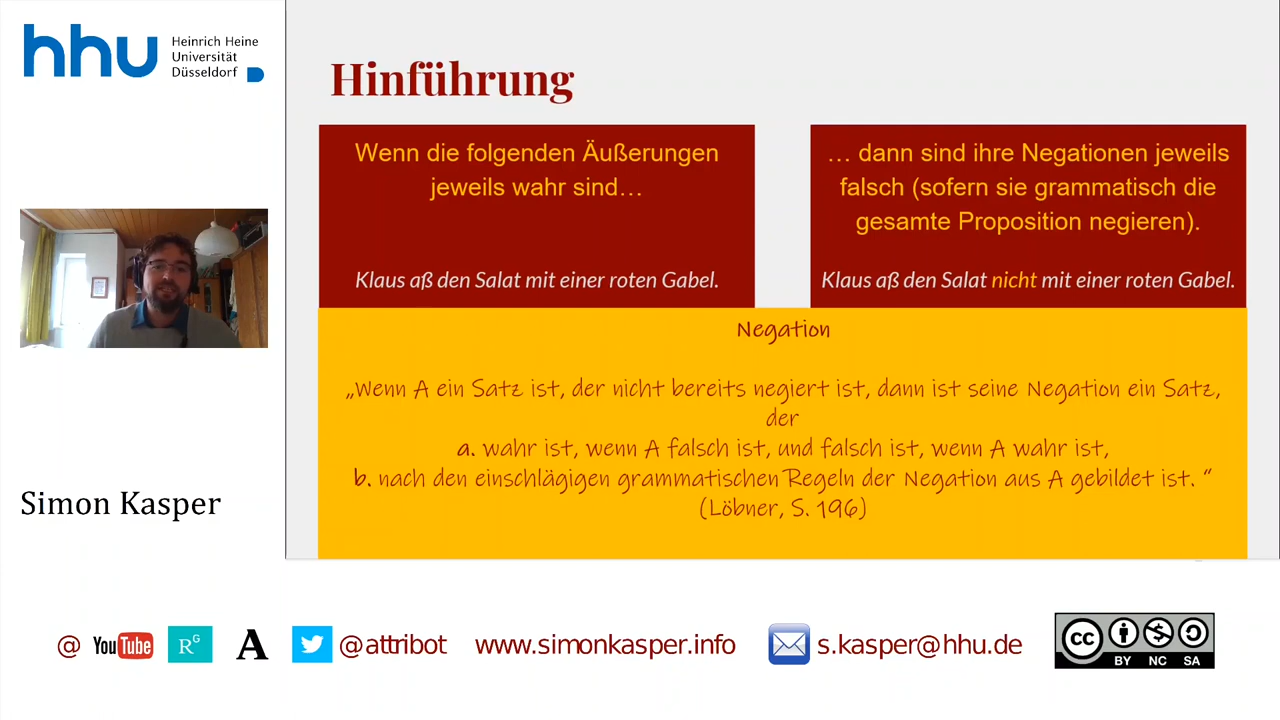 hhu
Heinrich Heine
Universität
Düsseldorf
Hinführung
Wenn die folgenden Äußerungen
jeweils wahr sind…
Klaus aß den Salat mit einer roten Gabel.
… dann sind ihre Negationen jeweils
falsch (sofern sie grammatisch die
gesamte Proposition negieren).
Klaus aß den Salat nicht mit einer roten Gabel.
Negation
„Wenn A ein Satz ist, der nicht bereits negiert ist, dann ist seine Negation ein Satz,
der
a. wahr ist, wenn A falsch ist, und falsch ist, wenn A wahr ist,
b. nach den einschlägigen grammatischen Regeln der Negation aus A gebildet ist. “
(Löbner, S. 196)
Simon Kasper
@ YouTube RG A @attribot www.simonkasper.info s.kasper@hhu.de
cc BY NC SA